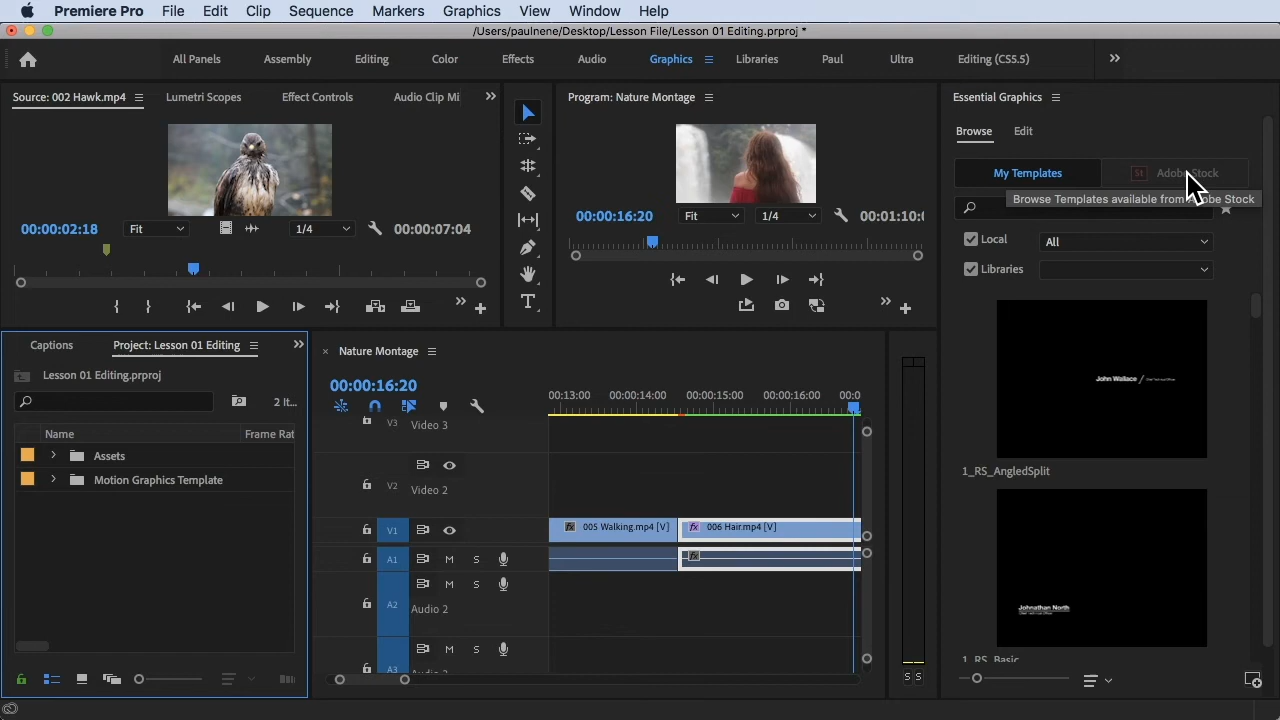 Premiere Pro File Edit Clip Sequence Markers Graphics View Window Help
/Users/paulnene/Desktop/Lesson File/Lesson 01 Editing.prproj *
All Panels Assembly Editing Color Effects Audio Graphics Libraries Paul Ultra Editing (CS5.5)
Source: 002 Hawk.mp4 Lumetri Scopes Effect Controls Audio Clip Mi
00:00:02:18 Fit 1/4 00:00:07:04
Program: Nature Montage
00:00:16:20 Fit 1/4 00:01:10:
Essential Graphics
Browse Edit
My Templates St Adobe Stock
Browse Templates available from Adobe Stock
Local All
Libraries
John Wallace
1_RS_AngledSplit
Johnathan North
1_RS_Basic
Captions Project: Lesson 01 Editing
Lesson 01 Editing.prproj
2 It...
Name Frame Rat
Assets
Motion Graphics Template
Nature Montage
00:00:16:20
00:13:00 00:00:14:00 00:00:15:00 00:00:16:00 00:0
V3 Video 3
V2 Video 2
V1 fx 005 Walking.mp4 [V] fx 006 Hair.mp4 [V]
A1 M S fx
M S
A2 Audio 2
M S
A3
S S